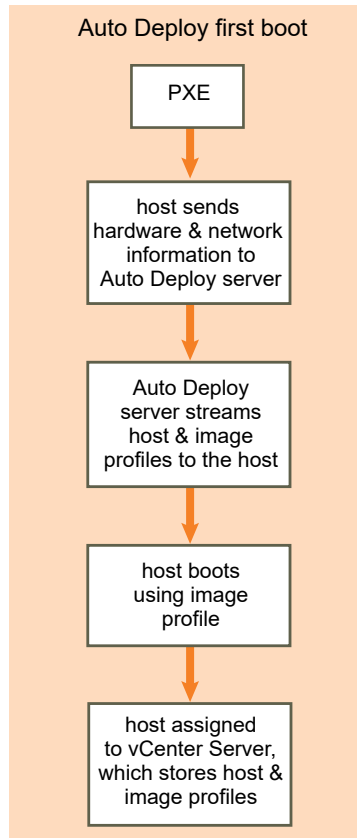 Auto Deploy first boot
PXE
host sends
hardware & network
information to
Auto Deploy server
Auto Deploy
server streams
host & image
profiles to the host
host boots
using image
profile
host assigned
to vCenter Server,
which stores host &
image profiles